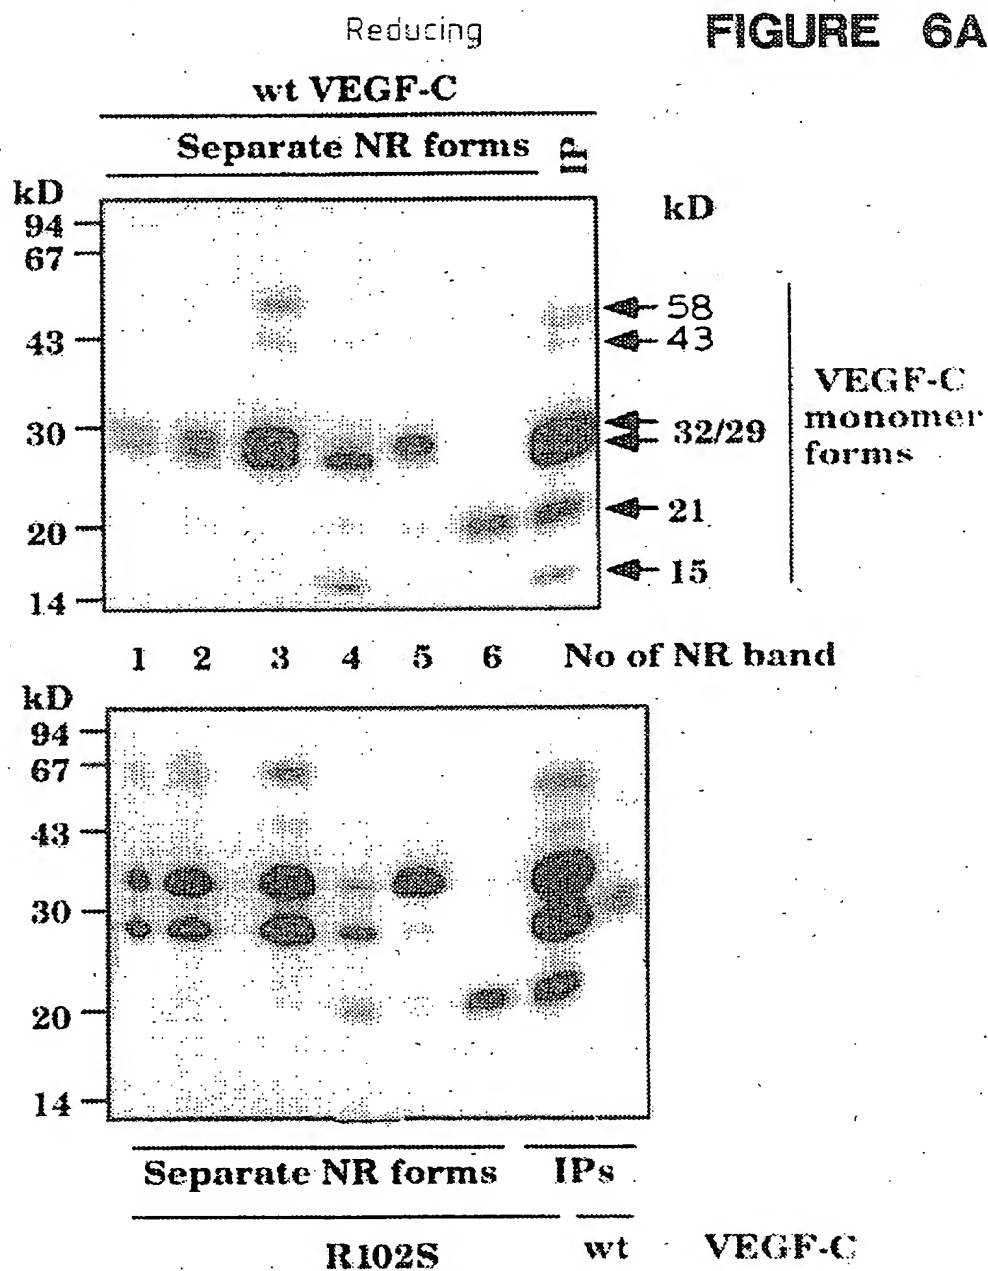 Reducing
FIGURE 6A
wt VEGF-C
Separate NR forms
IP
kD
94
67
43
30
20
14
kD
58
43
32/29
21
15
VEGF-C
monomer
forms
1 2 3 4 5 6 No of NR band
kD
94
67
43
30
20
14
Separate NR forms IPs
R102S wt VEGF-C